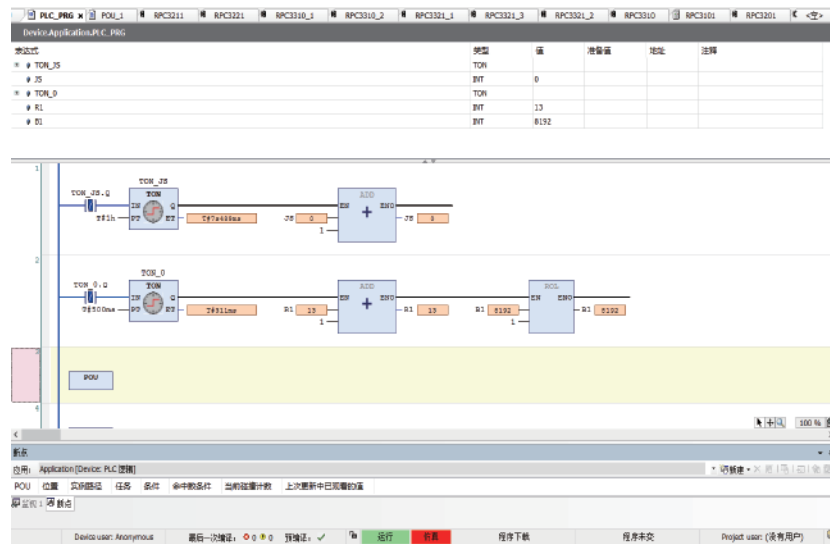 PLC_PRG x POU_1 RPC3211 RPC3221 RPC3310_1 RPC3310_2 RPC3321_1 RPC3321_3 RPC3321_2 RPC3310 RPC3101 RPC3201 <空>
Device.Application.PLC_PRG
表达式 类型 值 准备值 地址 注释
TON_JS TON
JS INT 0
TON_0 TON
R1 INT 13
B1 INT 8192
1
TON_JS
TON_JS.Q TON ADD
IN Q EN ENO
T#1h PT ET JS 0 JS
1
2
TON_0
TON_0.Q TON ADD ROL
IN Q EN ENO EN ENO
T#500ms PT ET T#311ms R1 13 R1 13 B1 8192 B1 8192
1 1
3
POU
4
100 %
断点
应用: Application [Device: PLC 逻辑] 新建
POU 位置 实例路径 任务 条件 命中数条件 当前碰撞计数 上次更新中已观看的值
监视 1 断点
Device user: Anonymous 最后一次编译: 0 0 预编译: ✓ 运行 仿真 程序下载 程序未变 Project user: (没有用户)